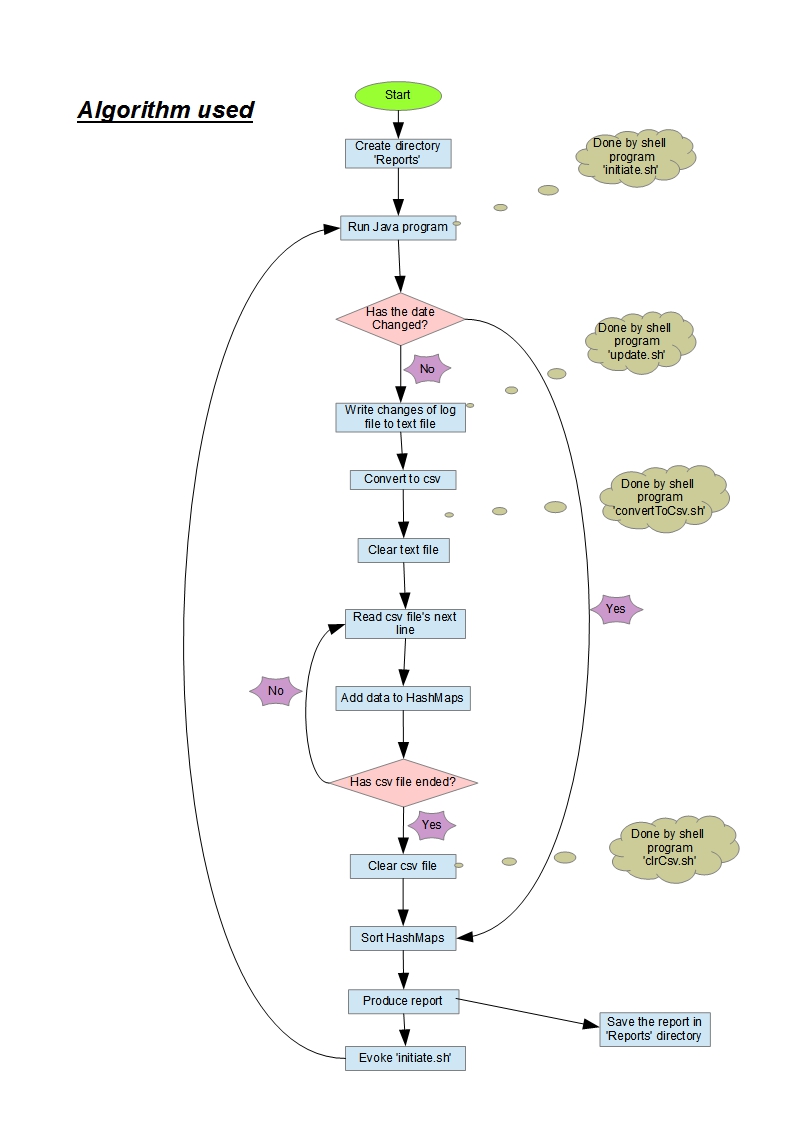 Algorithm used
Start
Create directory
'Reports'
Done by shell
program
'initiate.sh'
Run Java program
Has the date
Changed?
Done by shell
program
'update.sh'
No
Write changes of log
file to text file
Convert to csv
Done by shell
program
'convertToCsv.sh'
Clear text file
Read csv file's next
line
Yes
No
Add data to HashMaps
Has csv file ended?
Yes
Done by shell
program
'clrCsv.sh'
Clear csv file
Sort HashMaps
Produce report
Save the report in
'Reports' directory
Evoke 'initiate.sh'